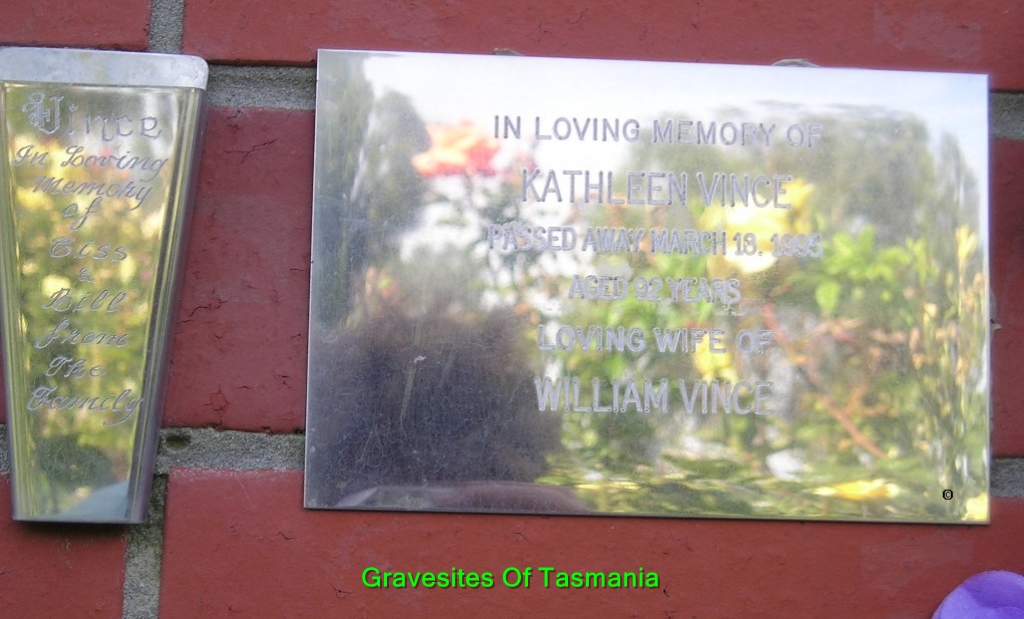 Vince
In Loving
Memory
of
Ciss
&
Bill
from
The
Family
IN LOVING MEMORY OF
KATHLEEN VINCE
PASSED AWAY MARCH 18. 
AGED 92 YEARS
LOVING WIFE OF
WILLIAM VINCE
©
Gravesites Of Tasmania